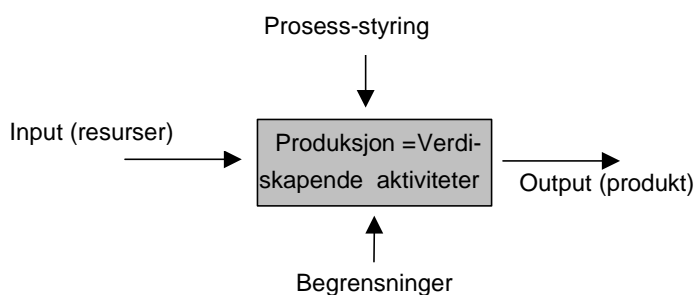 Prosess-styring
Input (resurser)
Produksjon =Verdi-
skapende aktiviteter
Output (produkt)
Begrensninger